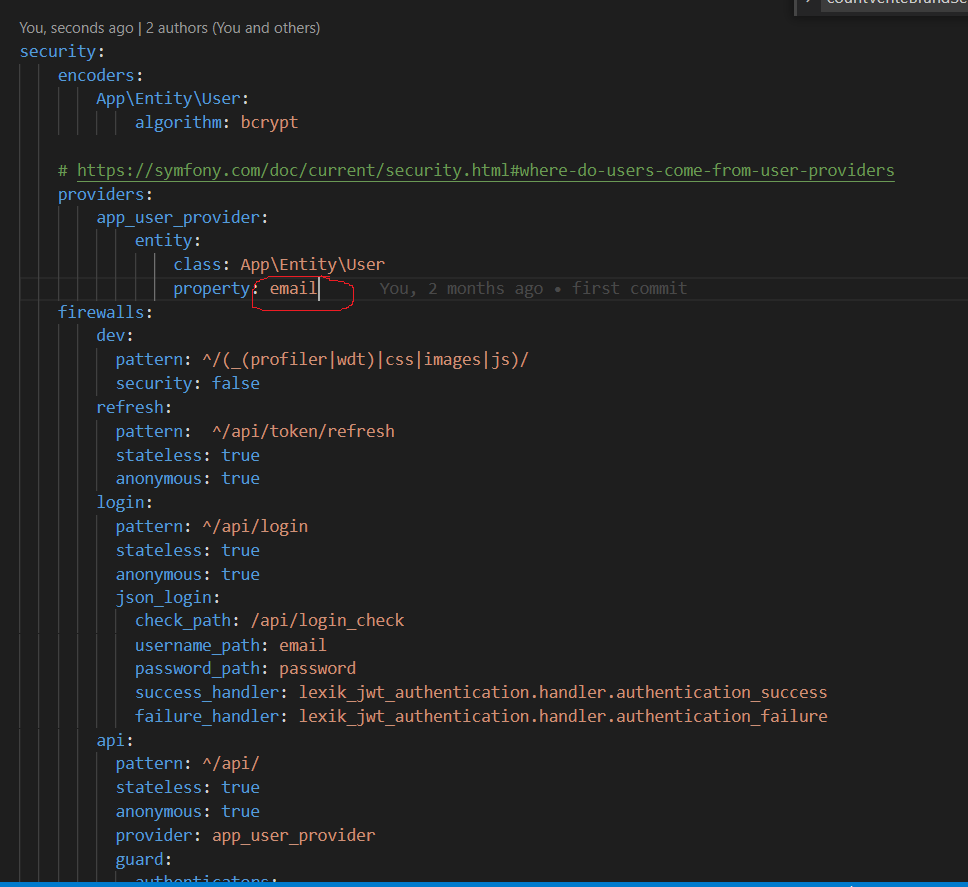 countVenteBrandSe
You, seconds ago | 2 authors (You and others)
security:
encoders:
App\Entity\User:
algorithm: bcrypt
# https://symfony.com/doc/current/security.html#where-do-users-come-from-user-providers
providers:
app_user_provider:
entity:
class: App\Entity\User
property: email You, 2 months ago • first commit
firewalls:
dev:
pattern: ^/(_(profiler|wdt)|css|images|js)/
security: false
refresh:
pattern:  ^/api/token/refresh
stateless: true
anonymous: true
login:
pattern: ^/api/login
stateless: true
anonymous: true
json_login:
check_path: /api/login_check
username_path: email
password_path: password
success_handler: lexik_jwt_authentication.handler.authentication_success
failure_handler: lexik_jwt_authentication.handler.authentication_failure
api:
pattern: ^/api/
stateless: true
anonymous: true
provider: app_user_provider
guard:
authenticators: